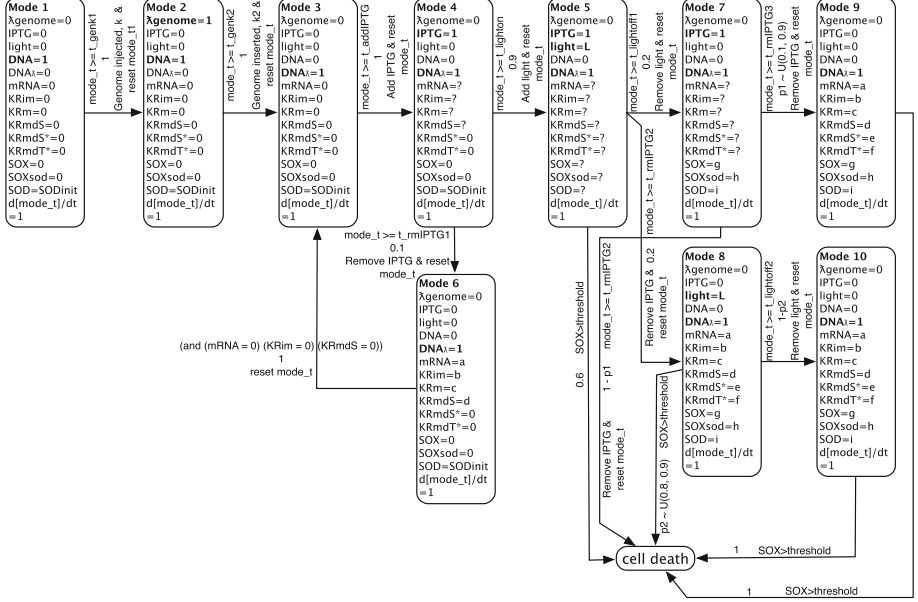 Mode 1
λgenome=0
IPTG=0
light=0
DNA=1
DNAλ=0
mRNA=0
KRim=0
KRm=0
KRmdS=0
KRmdS*=0
KRmdT*=0
SOX=0
SOXsod=0
SOD=SODinit
d[mode_t]/dt
=1
mode_t >= t_genk1
1
Genome injected, k &
reset mode_t1
Mode 2
λgenome=1
IPTG=0
light=0
DNA=1
DNAλ=0
mRNA=0
KRim=0
KRm=0
KRmdS=0
KRmdS*=0
KRmdT*=0
SOX=0
SOXsod=0
SOD=SODinit
d[mode_t]/dt
=1
mode_t >= t_genk2
1
Genome inserted, k2 &
reset mode_t
Mode 3
λgenome=0
IPTG=0
light=0
DNA=0
DNAλ=1
mRNA=0
KRim=0
KRm=0
KRmdS=0
KRmdS*=0
KRmdT*=0
SOX=0
SOXsod=0
SOD=SODinit
d[mode_t]/dt
=1
mode_t >= t_addIPTG
1
Add IPTG & reset
mode_t
Mode 4
λgenome=0
IPTG=1
light=0
DNA=0
DNAλ=1
mRNA=?
KRim=?
KRm=?
KRmdS=?
KRmdS*=0
KRmdT*=0
SOX=0
SOXsod=0
SOD=SODinit
d[mode_t]/dt
=1
mode_t >= t_lighton
0.9
Add light & reset
mode_t
Mode 5
λgenome=0
IPTG=1
light=L
DNA=0
DNAλ=1
mRNA=?
KRim=?
KRm=?
KRmdS=?
KRmdS*=?
KRmdT*=?
SOX=?
SOXsod=?
SOD=?
d[mode_t]/dt
=1
mode_t >= t_lightoff1
0.2
Remove light & reset
mode_t
Mode 7
λgenome=0
IPTG=1
light=0
DNA=0
DNAλ=1
mRNA=?
KRim=?
KRm=?
KRmdS=?
KRmdS*=?
KRmdT*=?
SOX=g
SOXsod=h
SOD=i
d[mode_t]/dt
=1
mode_t >= t_rmIPTG3
p1 ~ U(0.1, 0.9)
Remove IPTG & reset
mode_t
Mode 9
λgenome=0
IPTG=0
light=0
DNA=0
DNAλ=1
mRNA=a
KRim=b
KRm=c
KRmdS=d
KRmdS*=e
KRmdT*=f
SOX=g
SOXsod=h
SOD=i
d[mode_t]/dt
=1
mode_t >= t_rmIPTG1
0.1
Remove IPTG & reset
mode_t
Mode 6
λgenome=0
IPTG=0
light=0
DNA=0
DNAλ=1
mRNA=a
KRim=b
KRm=c
KRmdS=d
KRmdS*=0
KRmdT*=0
SOX=0
SOXsod=0
SOD=SODinit
d[mode_t]/dt
=1
(and (mRNA = 0) (KRim = 0) (KRmdS = 0))
1
reset mode_t
SOX>threshold
0.6
mode_t >= t_rmIPTG2
1 - p1
Remove IPTG &
reset mode_t
mode_t >= t_rmIPTG2
0.2
Remove IPTG &
reset mode_t
Mode 8
λgenome=0
IPTG=0
light=L
DNA=0
DNAλ=1
mRNA=a
KRim=b
KRm=c
KRmdS=d
KRmdS*=e
KRmdT*=f
SOX=g
SOXsod=h
SOD=i
d[mode_t]/dt
=1
mode_t >= t_lightoff2
1-p2
Remove light & reset
mode_t
Mode 10
λgenome=0
IPTG=0
light=0
DNA=0
DNAλ=1
mRNA=a
KRim=b
KRm=c
KRmdS=d
KRmdS*=e
KRmdT*=f
SOX=g
SOXsod=h
SOD=i
d[mode_t]/dt
=1
p2 ~ U(0.8, 0.9) SOX>threshold
cell death
1 SOX>threshold
1 SOX>threshold